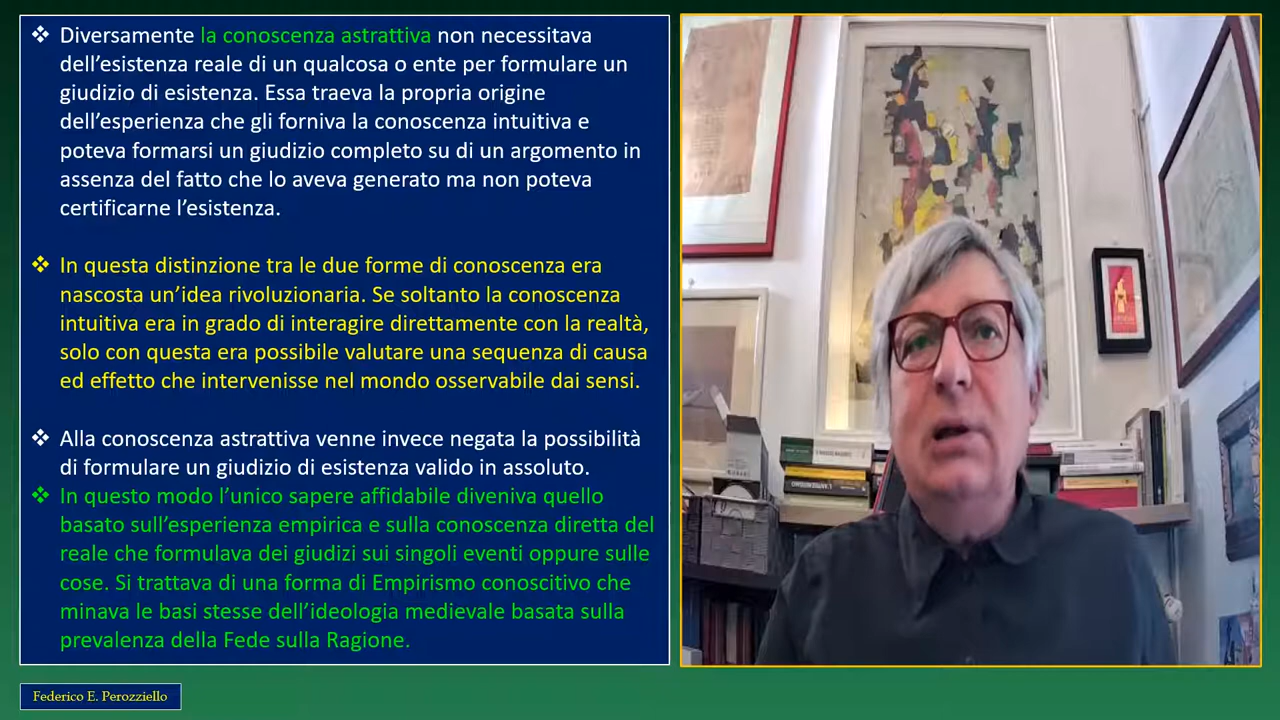 ❖ Diversamente la conoscenza astrattiva non necessitava
dell'esistenza reale di un qualcosa o ente per formulare un
giudizio di esistenza. Essa traeva la propria origine
dell'esperienza che gli forniva la conoscenza intuitiva e
poteva formarsi un giudizio completo su di un argomento in
assenza del fatto che lo aveva generato ma non poteva
certificarne l'esistenza.
❖ In questa distinzione tra le due forme di conoscenza era
nascosta un'idea rivoluzionaria. Se soltanto la conoscenza
intuitiva era in grado di interagire direttamente con la realtà,
solo con questa era possibile valutare una sequenza di causa
ed effetto che intervenisse nel mondo osservabile dai sensi.
❖ Alla conoscenza astrattiva venne invece negata la possibilità
di formulare un giudizio di esistenza valido in assoluto.
❖ In questo modo l'unico sapere affidabile diveniva quello
basato sull'esperienza empirica e sulla conoscenza diretta del
reale che formulava dei giudizi sui singoli eventi oppure sulle
cose. Si trattava di una forma di Empirismo conoscitivo che
minava le basi stesse dell'ideologia medievale basata sulla
prevalenza della Fede sulla Ragione.
Federico E. Perozziello